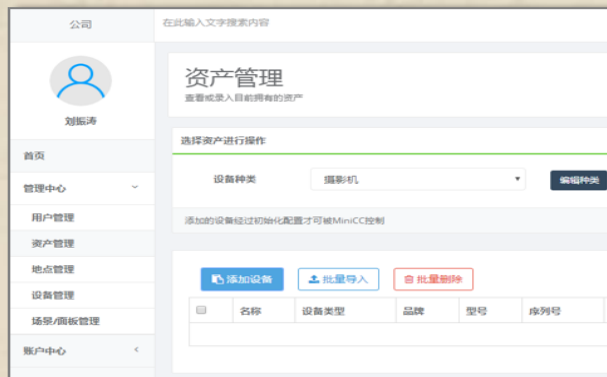 公司
在此输入文字搜索内容
刘振涛
首页
管理中心
用户管理
资产管理
地点管理
设备管理
场景/面板管理
账户中心
资产管理
查看或录入目前拥有的资产
选择资产进行操作
设备种类 摄影机 编辑种类
添加的设备经过初始化配置才可被MiniCC控制
添加设备 批量导入 批量删除
名称 设备类型 品牌 型号 序列号